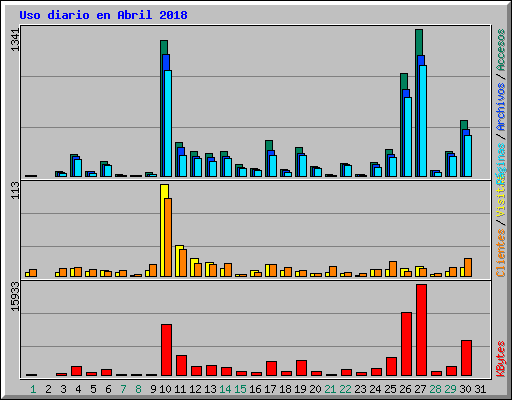 Uso diario en Abril 2018
1341
113
15933
Accesos / Archivos / Páginas
Visitas / Clientes
KBytes
1 2 3 4 5 6 7 8 9 10 11 12 13 14 15 16 17 18 19 20 21 22 23 24 25 26 27 28 29 30 31